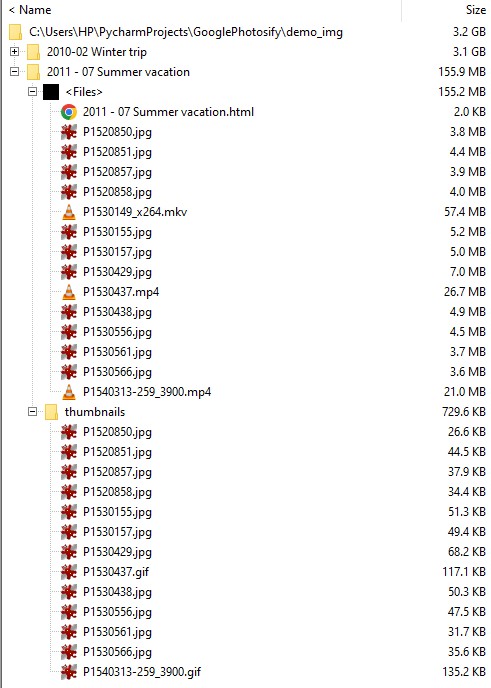 < Name Size
C:\Users\HP\PycharmProjects\GooglePhotosify\demo_img 3.2 GB
2010-02 Winter trip 3.1 GB
2011 - 07 Summer vacation 155.9 MB
<Files> 155.2 MB
2011 - 07 Summer vacation.html 2.0 KB
P1520850.jpg 3.8 MB
P1520851.jpg 4.4 MB
P1520857.jpg 3.9 MB
P1520858.jpg 4.0 MB
P1530149_x264.mkv 57.4 MB
P1530155.jpg 5.2 MB
P1530157.jpg 5.0 MB
P1530429.jpg 7.0 MB
P1530437.mp4 26.7 MB
P1530438.jpg 4.9 MB
P1530556.jpg 4.5 MB
P1530561.jpg 3.7 MB
P1530566.jpg 3.6 MB
P1540313-259_3900.mp4 21.0 MB
thumbnails 729.6 KB
P1520850.jpg 26.6 KB
P1520851.jpg 44.5 KB
P1520857.jpg 37.9 KB
P1520858.jpg 34.4 KB
P1530155.jpg 51.3 KB
P1530157.jpg 49.4 KB
P1530429.jpg 68.2 KB
P1530437.gif 117.1 KB
P1530438.jpg 50.3 KB
P1530556.jpg 47.5 KB
P1530561.jpg 31.7 KB
P1530566.jpg 35.6 KB
P1540313-259_3900.gif 135.2 KB